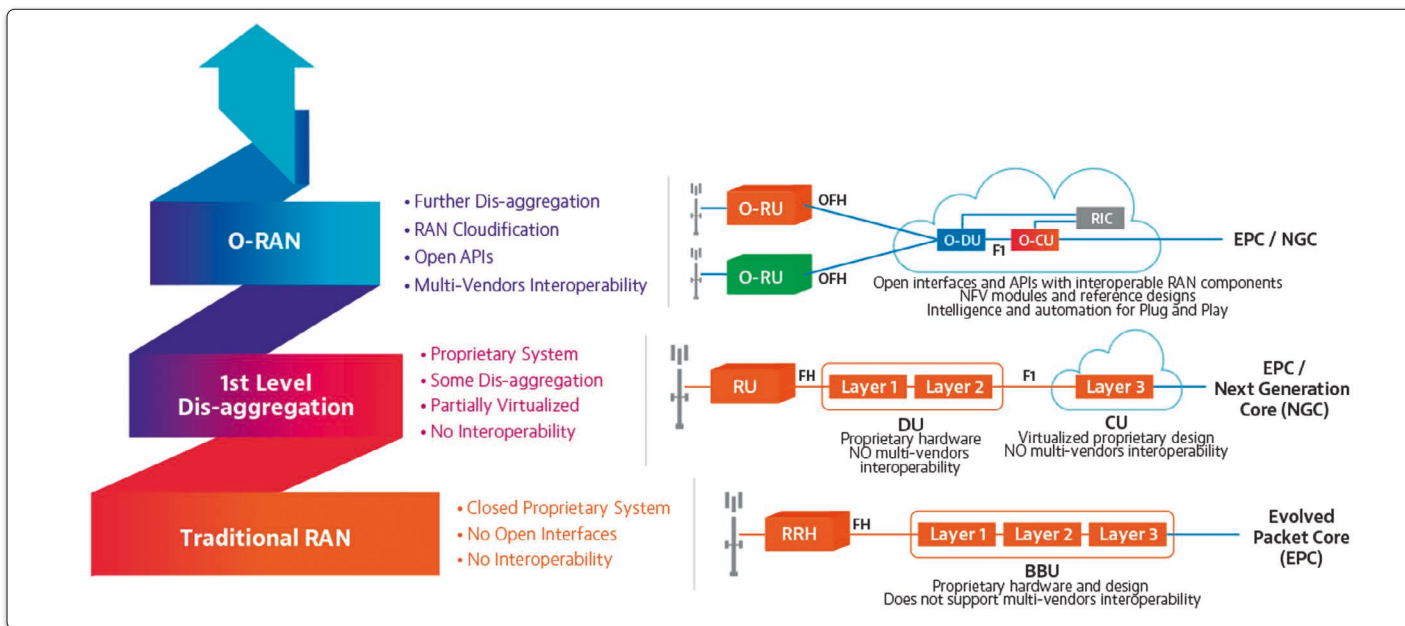 O-RAN
• Further Dis-aggregation
• RAN Cloudification
• Open APIs
• Multi-Vendors Interoperability
O-RU
OFH
O-RU
OFH
RIC
O-DU
F1
O-CU
EPC / NGC
Open interfaces and APIs with interoperable RAN components
NFV modules and reference designs
Intelligence and automation for Plug and Play
1st Level
Dis-aggregation
• Proprietary System
• Some Dis-aggregation
• Partially Virtualized
• No Interoperability
RU
FH
Layer 1
Layer 2
F1
Layer 3
EPC /
Next Generation
Core (NGC)
DU
Proprietary hardware
NO multi-vendors
interoperability
CU
Virtualized proprietary design
NO multi-vendors interoperability
Traditional RAN
• Closed Proprietary System
• No Open Interfaces
• No Interoperability
RRH
FH
Layer 1
Layer 2
Layer 3
Evolved
Packet Core
(EPC)
BBU
Proprietary hardware and design
Does not support multi-vendors interoperability